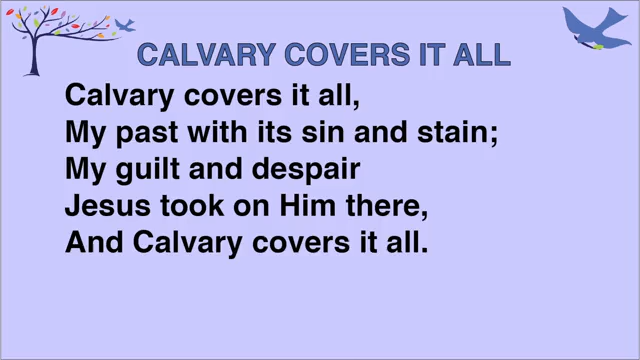 CALVARY COVERS IT ALL
Calvary covers it all,
My past with its sin and stain;
My guilt and despair
Jesus took on Him there,
And Calvary covers it all.